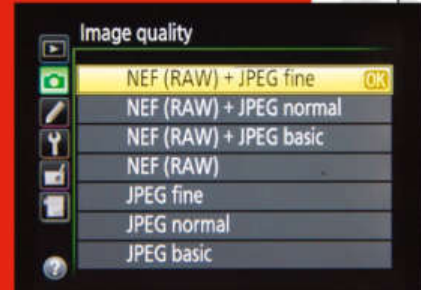 Image quality
NEF (RAW) + JPEG fine OK
NEF (RAW) + JPEG normal
NEF (RAW) + JPEG basic
NEF (RAW)
JPEG fine
JPEG normal
JPEG basic
?